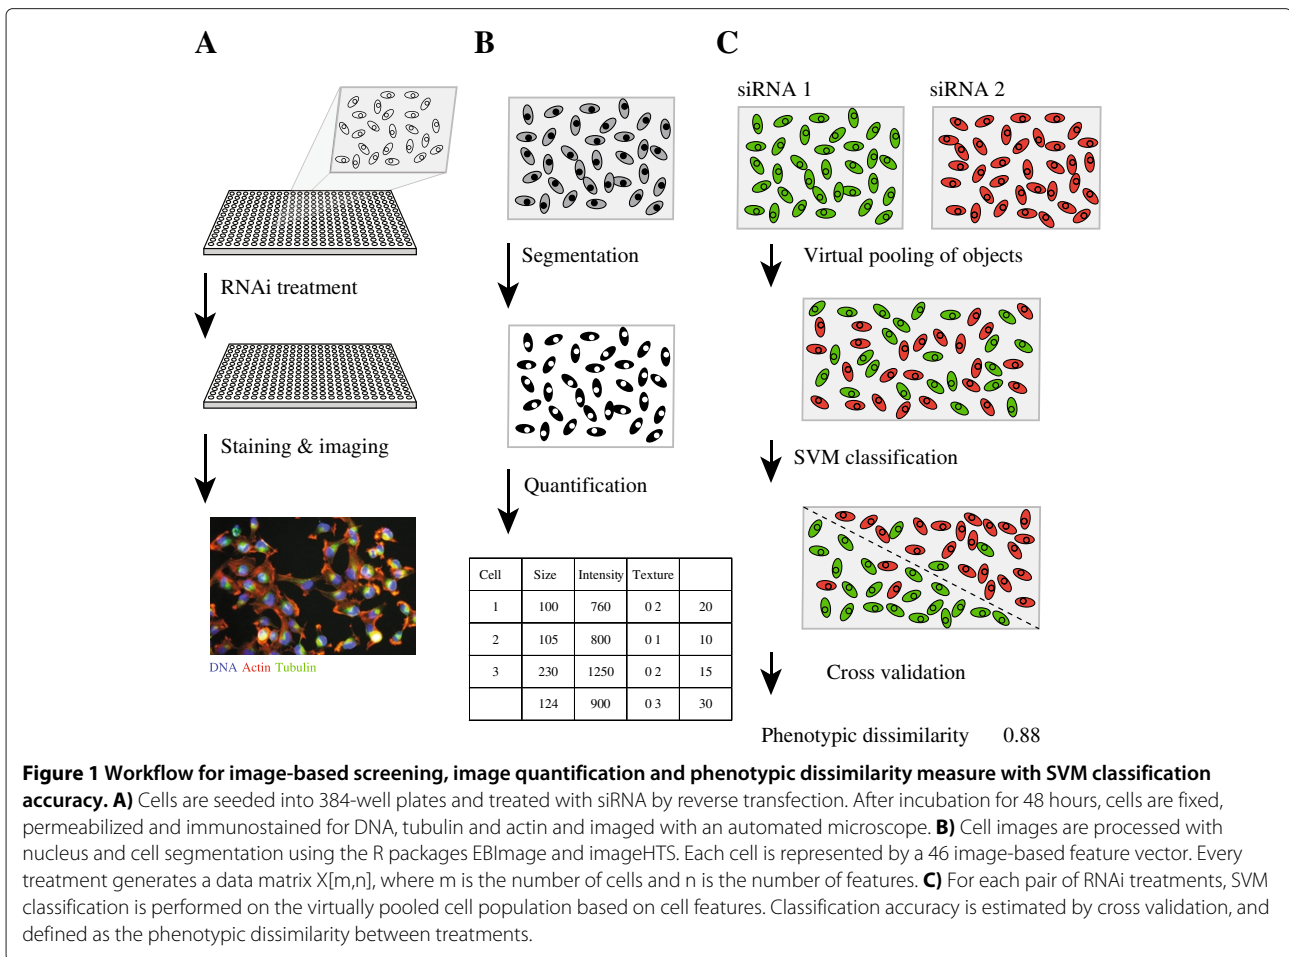 A
B
C
siRNA 1
siRNA 2
RNAi treatment
Staining & imaging
DNA Actin Tubulin
Segmentation
Quantification
Cell Size Intensity Texture
1 100 760 0 2 20
2 105 800 0 1 10
3 230 1250 0 2 15
124 900 0 3 30
Virtual pooling of objects
SVM classification
Cross validation
Phenotypic dissimilarity 0.88
Figure 1 Workflow for image-based screening, image quantification and phenotypic dissimilarity measure with SVM classification
accuracy. A) Cells are seeded into 384-well plates and treated with siRNA by reverse transfection. After incubation for 48 hours, cells are fixed,
permeabilized and immunostained for DNA, tubulin and actin and imaged with an automated microscope. B) Cell images are processed with
nucleus and cell segmentation using the R packages EBImage and imageHTS. Each cell is represented by a 46 image-based feature vector. Every
treatment generates a data matrix X[m,n], where m is the number of cells and n is the number of features. C) For each pair of RNAi treatments, SVM
classification is performed on the virtually pooled cell population based on cell features. Classification accuracy is estimated by cross validation, and
defined as the phenotypic dissimilarity between treatments.